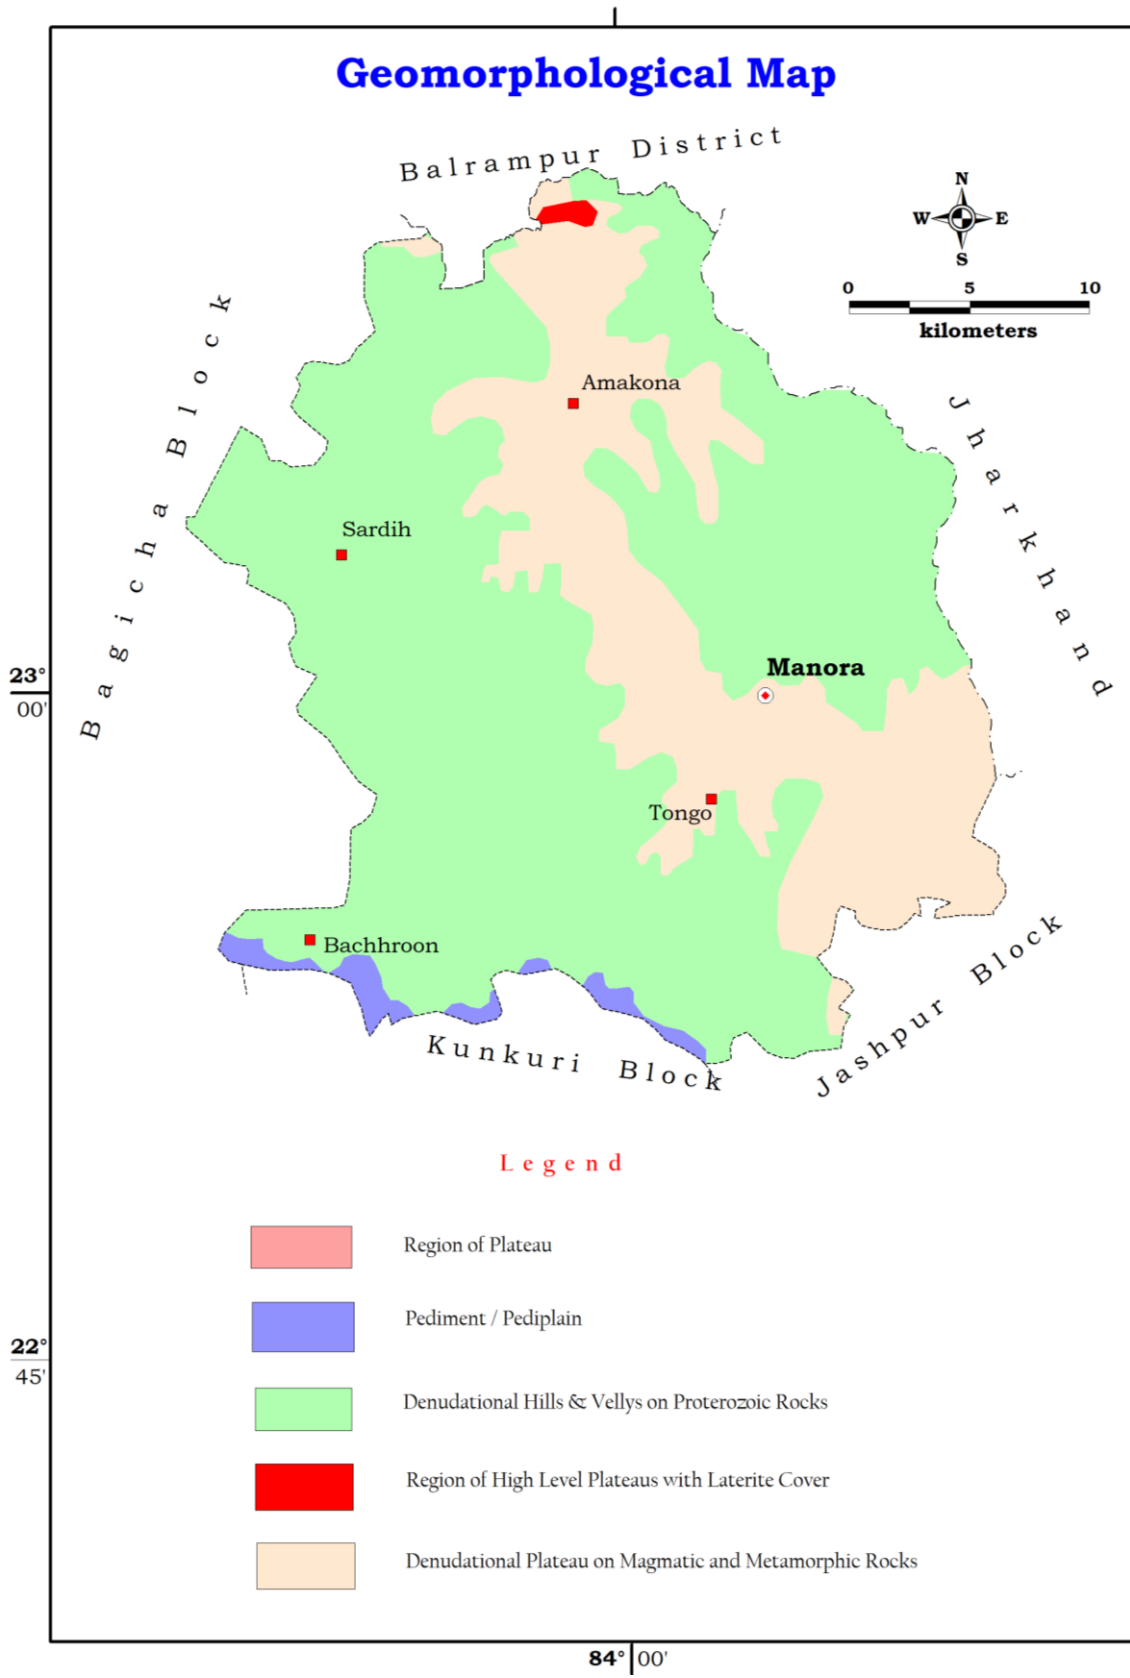 Geomorphological Map
Balrampur District
N
W E
S
0 5 10
kilometers
Bagicha Block
Jharkhand
Amakona
Sardih
23°
00'
Manora
Tongo
Bachhroon
Kunkuri Block
Jashpur Block
Legend
Region of Plateau
Pediment / Pediplain
22°
45'
Denudational Hills & Vellys on Proterozoic Rocks
Region of High Level Plateaus with Laterite Cover
Denudational Plateau on Magmatic and Metamorphic Rocks
84° 00'